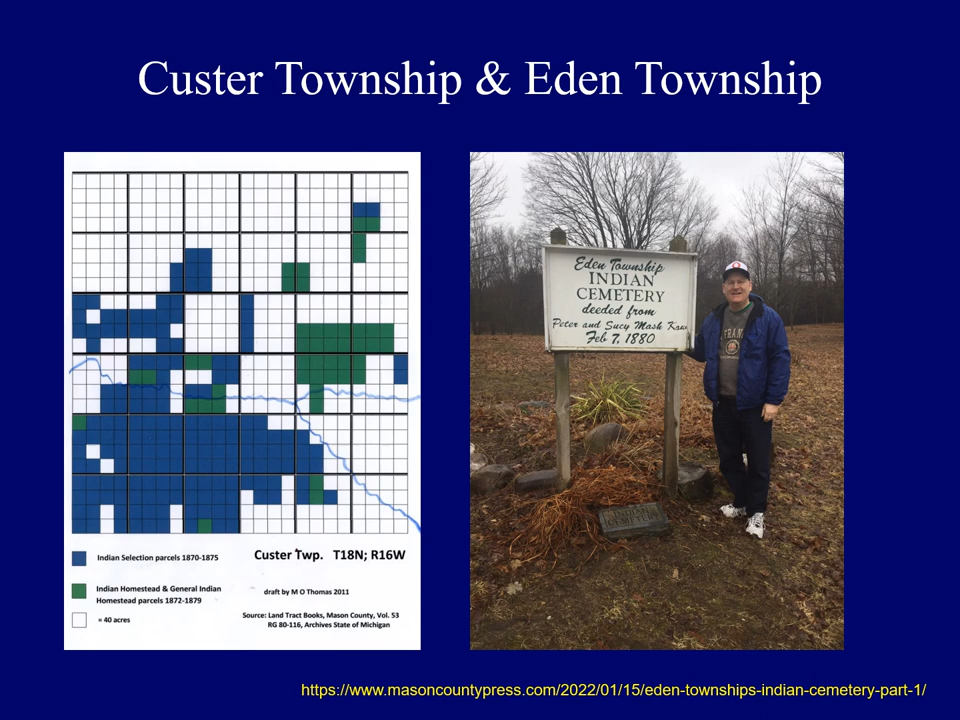 Custer Township & Eden Township
Indian Selection parcels 1870-1875
Indian Homestead & General Indian
Homestead parcels 1872-1879
= 40 acres
Custer Twp. T18N; R16W
draft by M O Thomas 2011
Source: Land Tract Books, Mason County, Vol. 53
RG 80-116, Archives State of Michigan
Eden Township
INDIAN
CEMETERY
deeded from
Peter and Sucy Mash Kaw
Feb 7, 1880
INDIAN
CEMETERY
https://www.masoncountypress.com/2022/01/15/eden-townships-indian-cemetery-part-1/